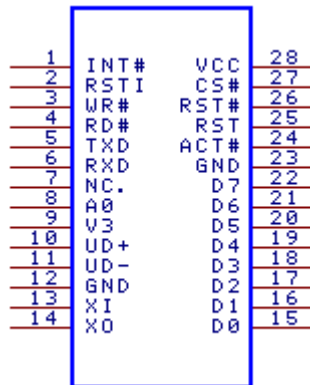 1 INT# VCC 28
2 RSTI CS# 27
3 WR# RST# 26
4 RD# RST 25
5 TXD ACT# 24
6 RXD GND 23
7 NC. D7 22
8 A0 D6 21
9 V3 D5 20
10 UD+ D4 19
11 UD- D3 18
12 GND D2 17
13 XI D1 16
14 XO D0 15